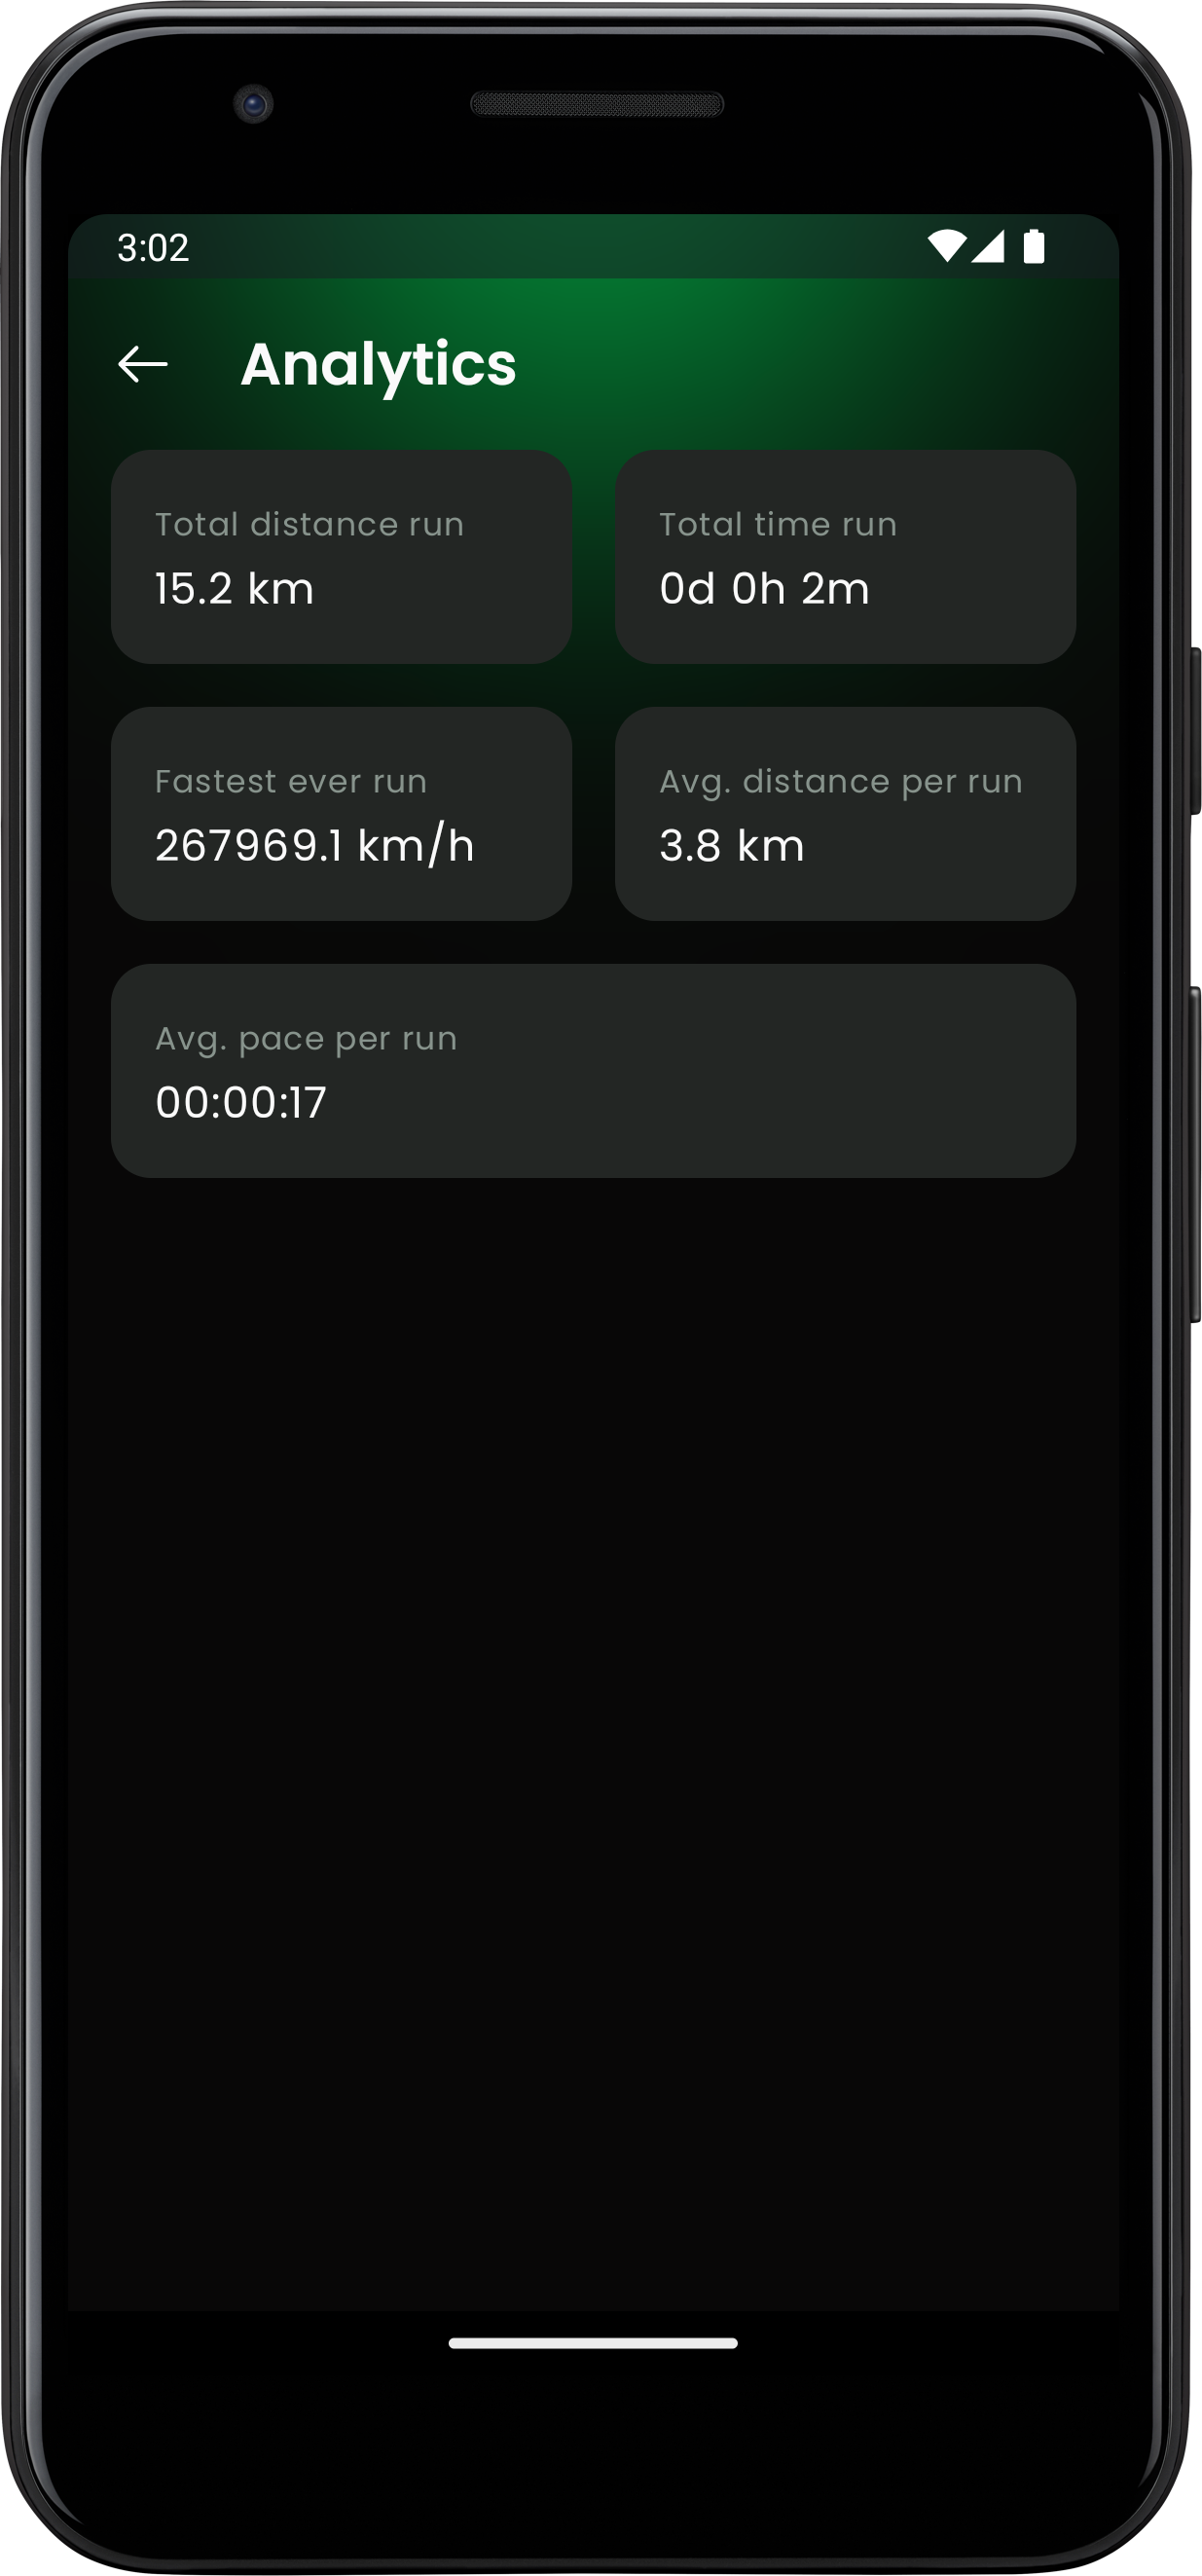 3:02
Analytics
Total distance run
15.2 km
Total time run
0d 0h 2m
Fastest ever run
267969.1 km/h
Avg. distance per run
3.8 km
Avg. pace per run
00:00:17